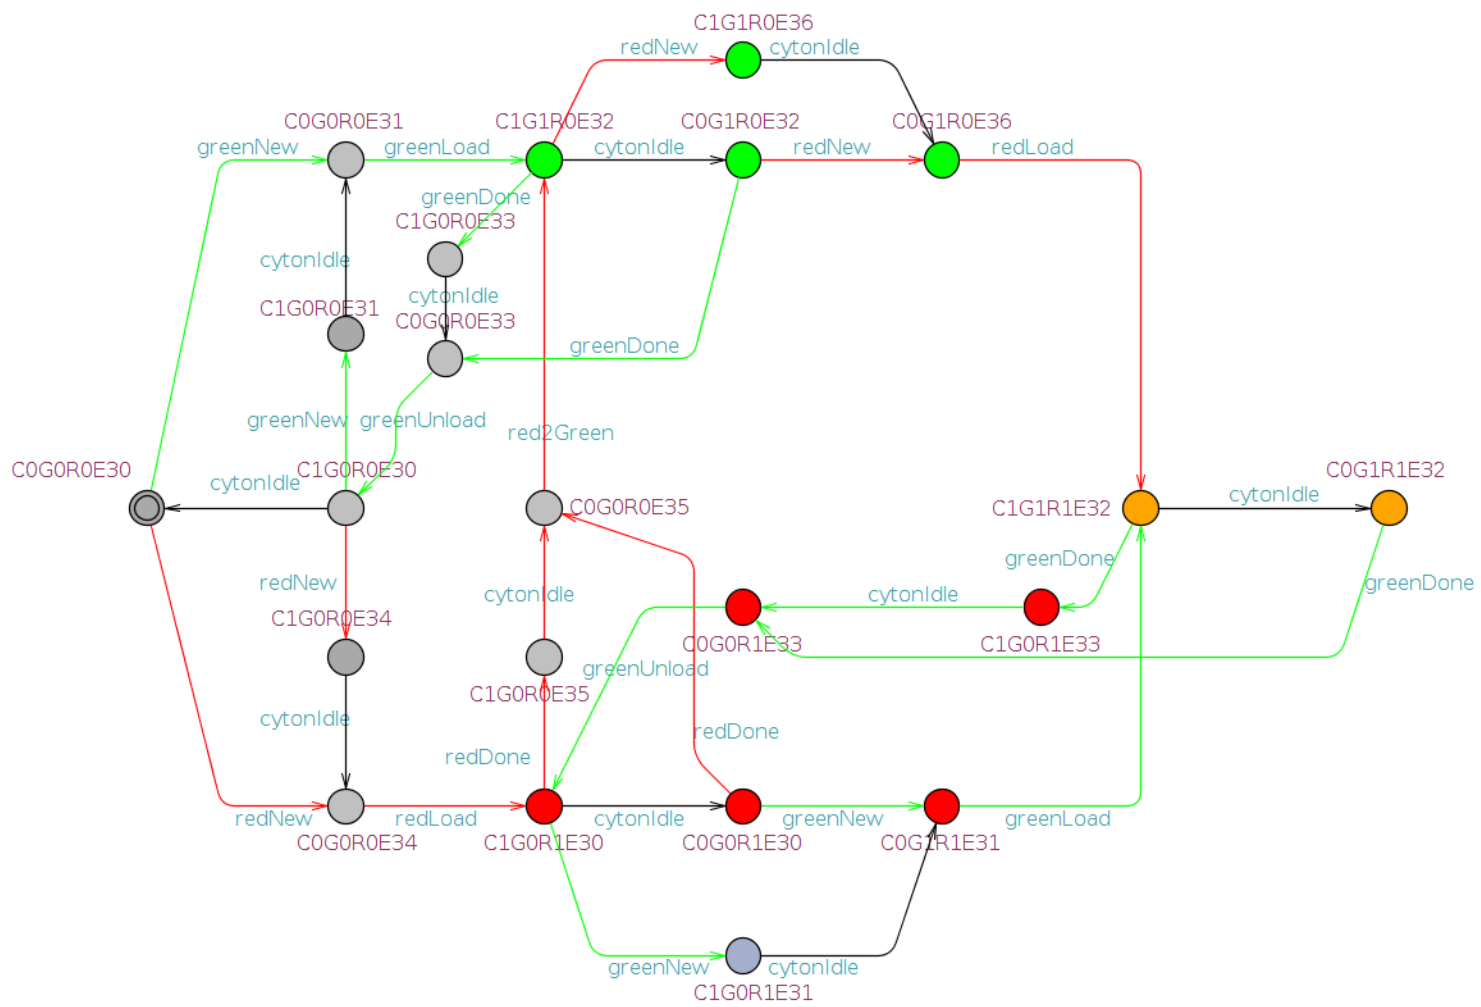 C1G1R0E36
redNew
cytonIdle
C0G0R0E31
C1G1R0E32
C0G1R0E32
C0G1R0E36
greenNew
greenLoad
cytonIdle
redNew
redLoad
greenDone
C1G0R0E33
cytonIdle
cytonIdle
C1G0R0E31
C0G0R0E33
greenDone
greenNew
greenUnload
red2Green
C0G0R0E30
cytonIdle
C1G0R0E30
C0G1R1E32
C0G0R0E35
C1G1R1E32
cytonIdle
greenDone
redNew
cytonIdle
cytonIdle
greenDone
C1G0R0E34
C0G0R1E33
C1G0R1E33
greenUnload
C1G0R0E35
cytonIdle
redDone
redDone
redNew
redLoad
cytonIdle
greenNew
greenLoad
C0G0R0E34
C1G0R1E30
C0G0R1E30
C0G1R1E31
greenNew
cytonIdle
C1G0R1E31